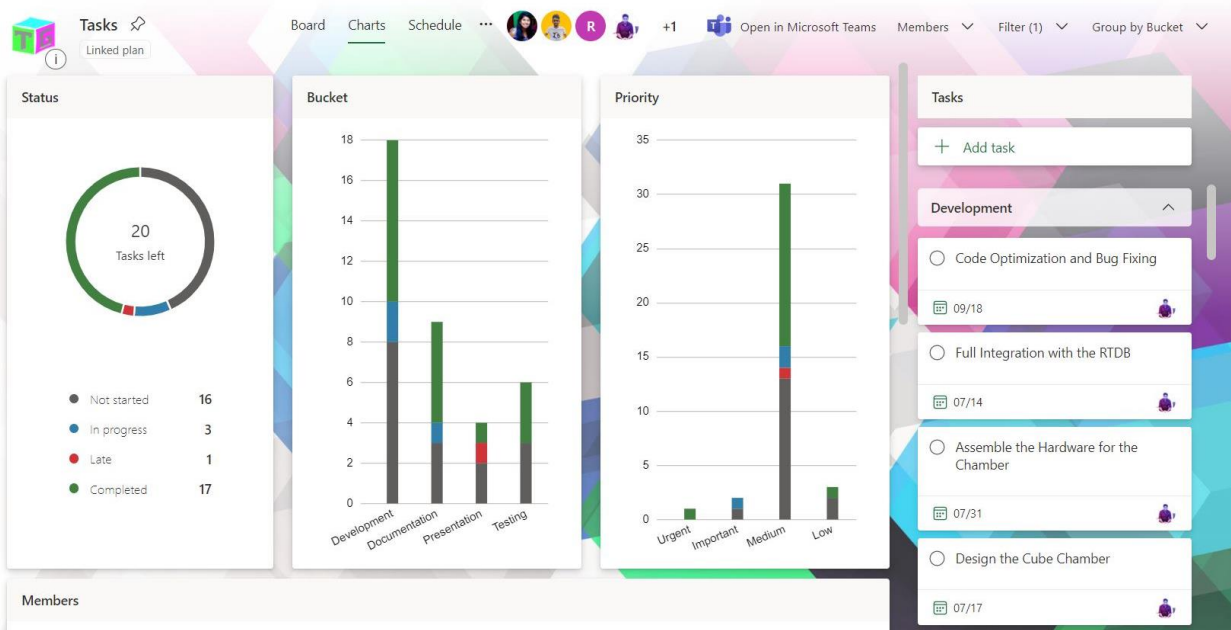 Tasks
Linked plan
Board
Charts
Schedule
R
+1
Open in Microsoft Teams
Members
Filter (1)
Group by Bucket
Status
20
Tasks left
Not started 16
In progress 3
Late 1
Completed 17
Bucket
18
16
14
12
10
8
6
4
2
0
Development
Documentation
Presentation
Testing
Priority
35
30
25
20
15
10
5
0
Urgent
Important
Medium
Low
Tasks
+ Add task
Development
Code Optimization and Bug Fixing
09/18
Full Integration with the RTDB
07/14
Assemble the Hardware for the
Chamber
07/31
Design the Cube Chamber
07/17
Members